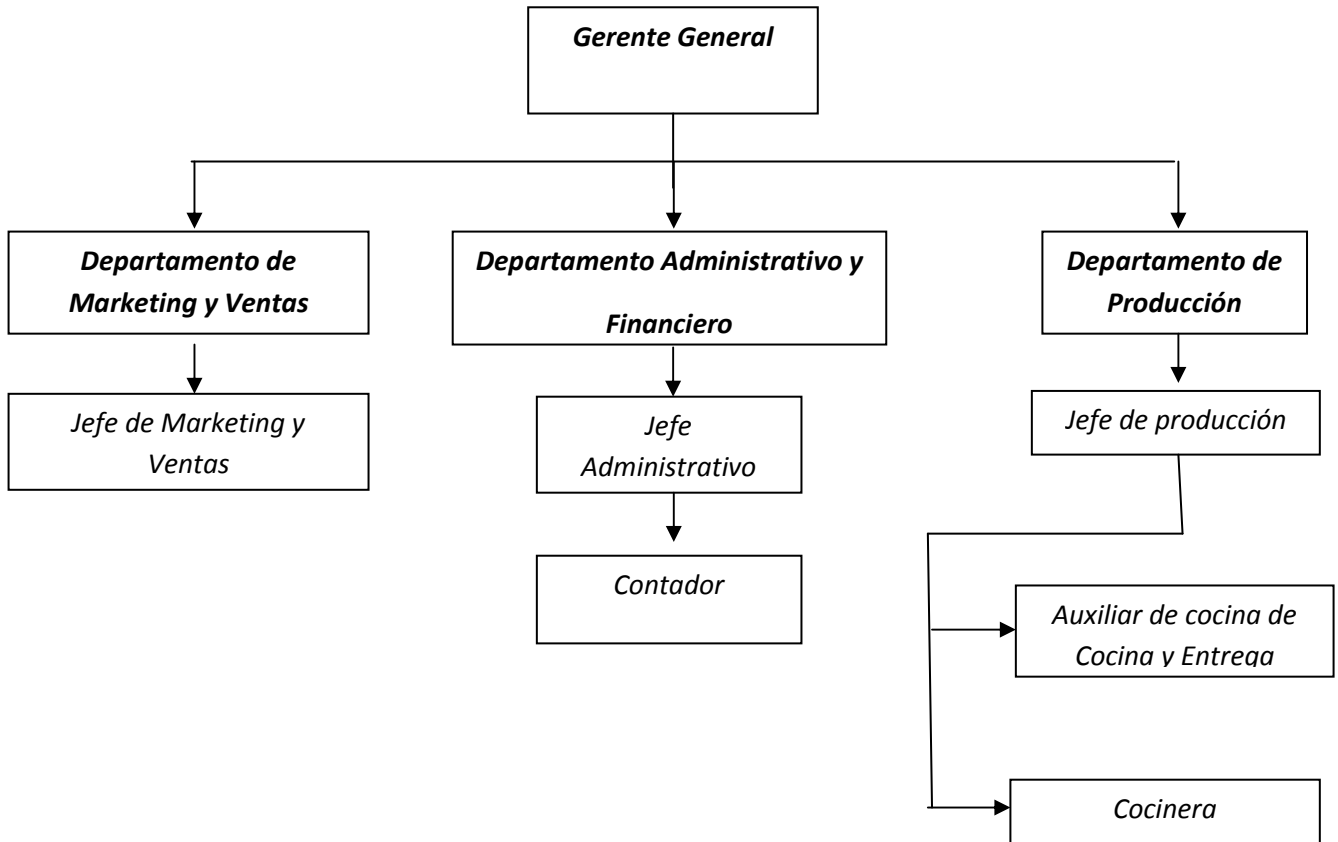 Gerente General
Departamento de
Marketing y Ventas
Departamento Administrativo y
Financiero
Departamento de
Producción
Jefe de Marketing y
Ventas
Jefe
Administrativo
Jefe de producción
Contador
Auxiliar de cocina de
Cocina y Entrega
Cocinera